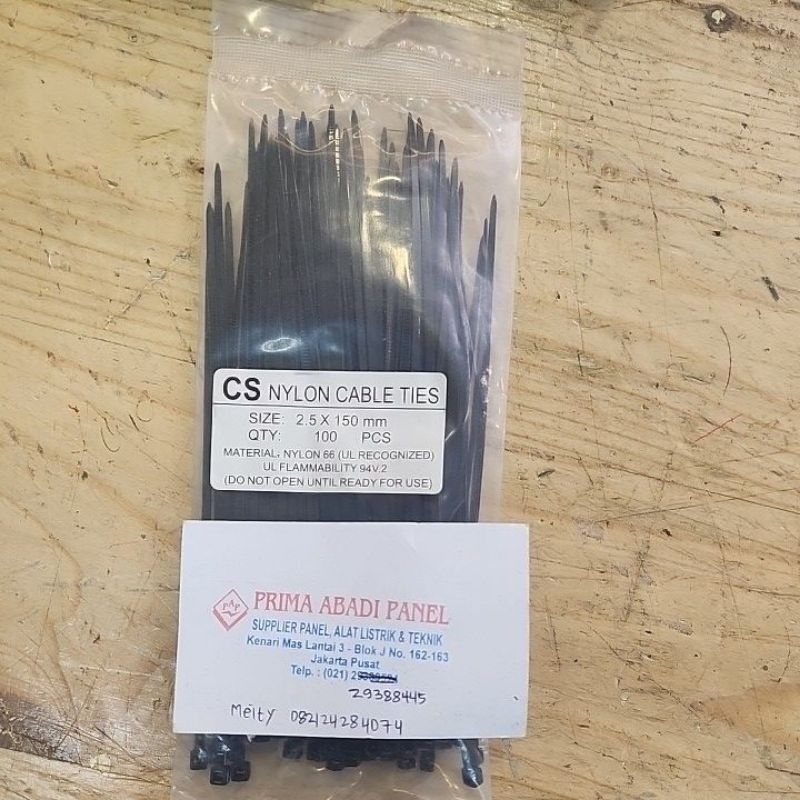 CS NYLON CABLE TIES
SIZE: 2.5 X 150 mm
QTY: 100 PCS
MATERIAL: NYLON 66 (UL RECOGNIZED)
UL FLAMMABILITY 94V.2
(DO NOT OPEN UNTIL READY FOR USE)
PAP
PRIMA ABADI PANEL
SUPPLIER PANEL, ALAT LISTRIK & TEKNIK
Kenari Mas Lantai 3 - Blok J No. 162-163
Jakarta Pusat
Telp. : (021)
29388445
Meity 082124284074